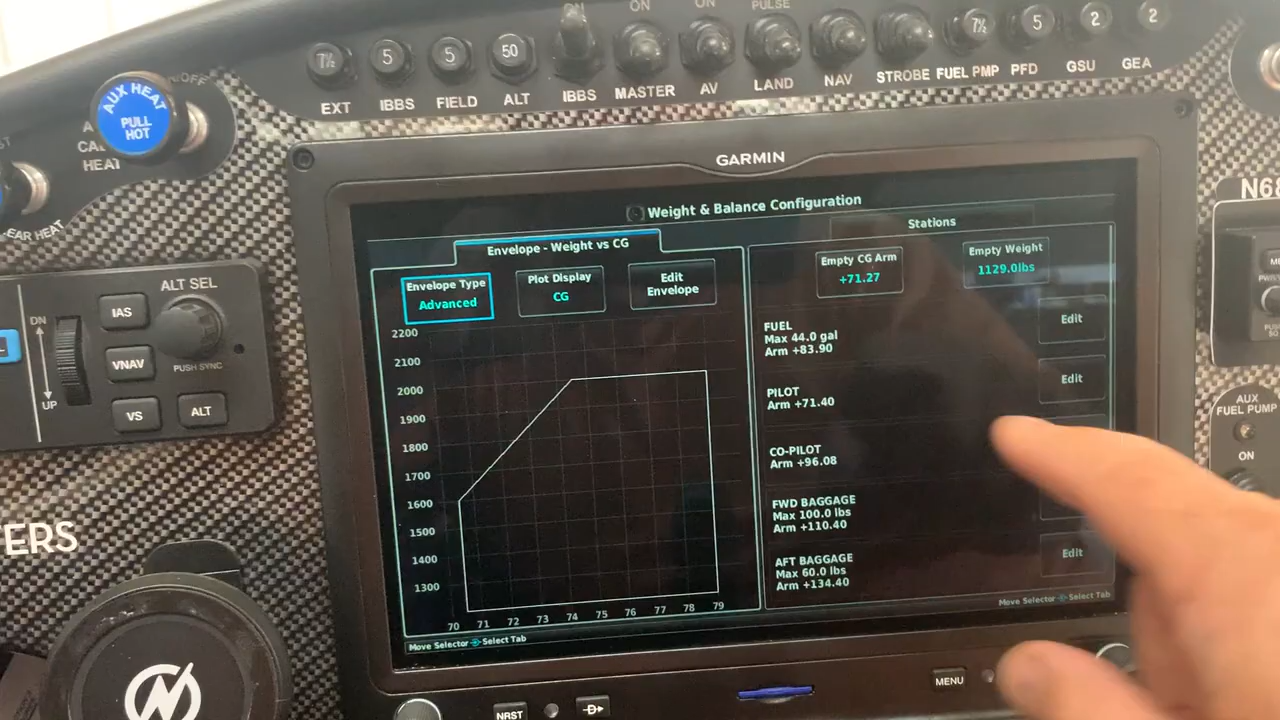 ON
ON
ON
PULSE
7½
5
5
50
7½
5
2
2
EXT
IBBS
FIELD
ALT
IBBS
MASTER
AV
LAND
NAV
STROBE
FUEL PMP
PFD
GSU
GEA
AUX HEAT
PULL
HOT
HEAT
EAR HEAT
GARMIN
N68
Weight & Balance Configuration
Envelope - Weight vs CG
Stations
Envelope Type
Advanced
Plot Display
CG
Edit
Envelope
Empty CG Arm
+71.27
Empty Weight
1129.0lbs
2200
2100
2000
1900
1800
1700
1600
1500
1400
1300
70 71 72 73 74 75 76 77 78 79
FUEL
Max 44.0 gal
Arm +83.90
Edit
PILOT
Arm +71.40
Edit
CO-PILOT
Arm +96.08
FWD BAGGAGE
Max 100.0 lbs
Arm +110.40
AFT BAGGAGE
Max 60.0 lbs
Arm +134.40
Edit
Move Selector Select Tab
Move Selector Select Tab
ALT SEL
DN
UP
IAS
VNAV
VS
ALT
PUSH SYNC
ERS
AUX
FUEL PUMP
ON
NRST
D
MENU